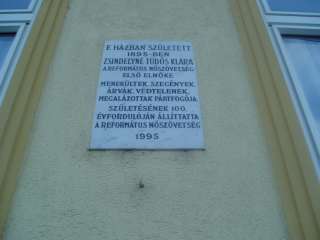 E HÁZBAN SZÜLETETT
1895-BEN
ZSINDELYNÉ TÜDŐS KLÁRA
A REFORMÁTUS NŐSZÖVETSÉG
ELSŐ ELNÖKE
MENEKÜLTEK, SZEGÉNYEK,
ÁRVÁK, VÉDTELENEK,
MEGALÁZOTTAK PÁRTFOGÓJA.
SZÜLETÉSÉNEK 100.
ÉVFORDULÓJÁN ÁLLÍTTATTA
A REFORMÁTUS NŐSZÖVETSÉG
1995